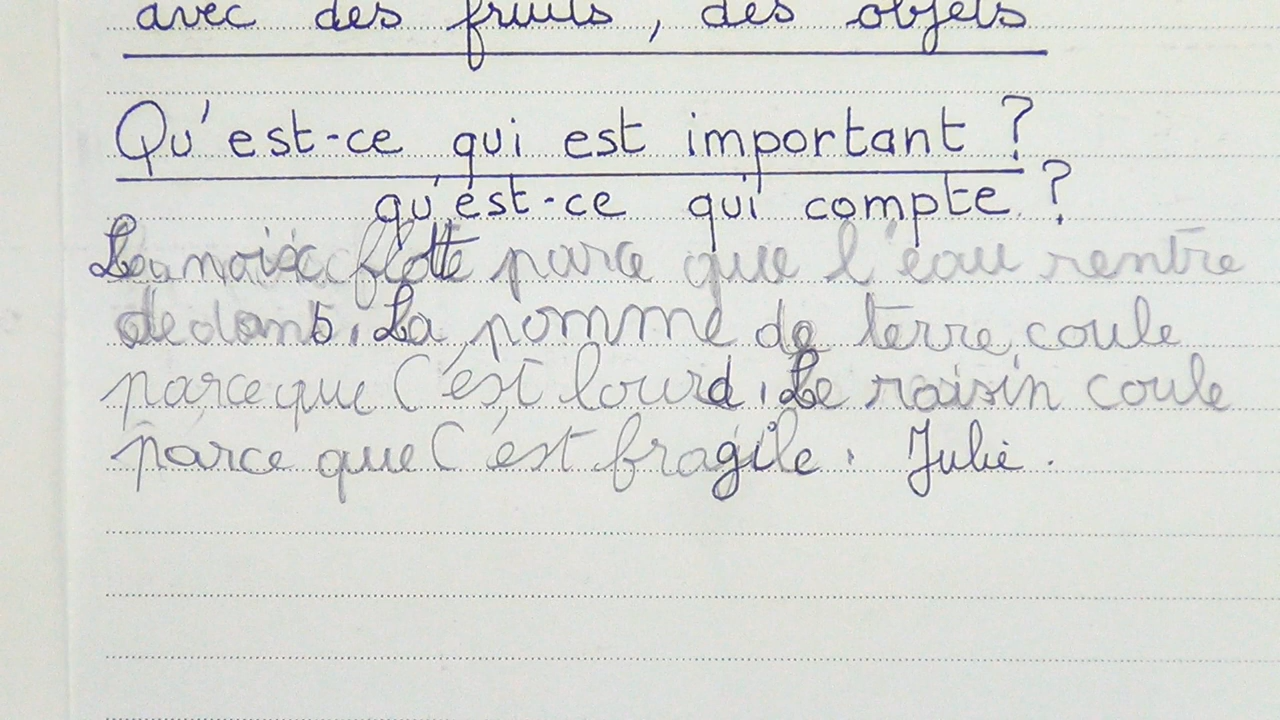 avec des fruits, des objets
Qu'est-ce qui est important ?
qu'est-ce qui compte ?
La noix flotte parce que l'eau rentre
dedans. La pomme de terre coule
parce que C'est lourd. Le raisin coule
parce que C'est fragile. Julie.